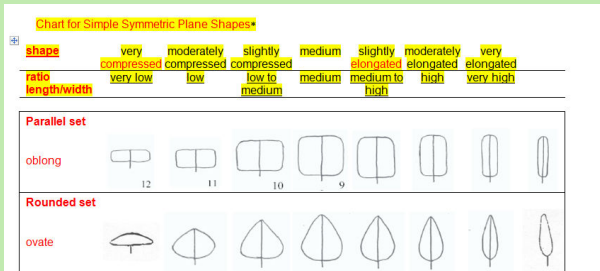 Chart for Simple Symmetric Plane Shapes*
shape very moderately slightly medium slightly moderately very
compressed compressed compressed elongated elongated elongated
ratio very low low low to medium medium to high very high
length/width medium high
Parallel set
oblong
12 11 10 9
Rounded set
ovate